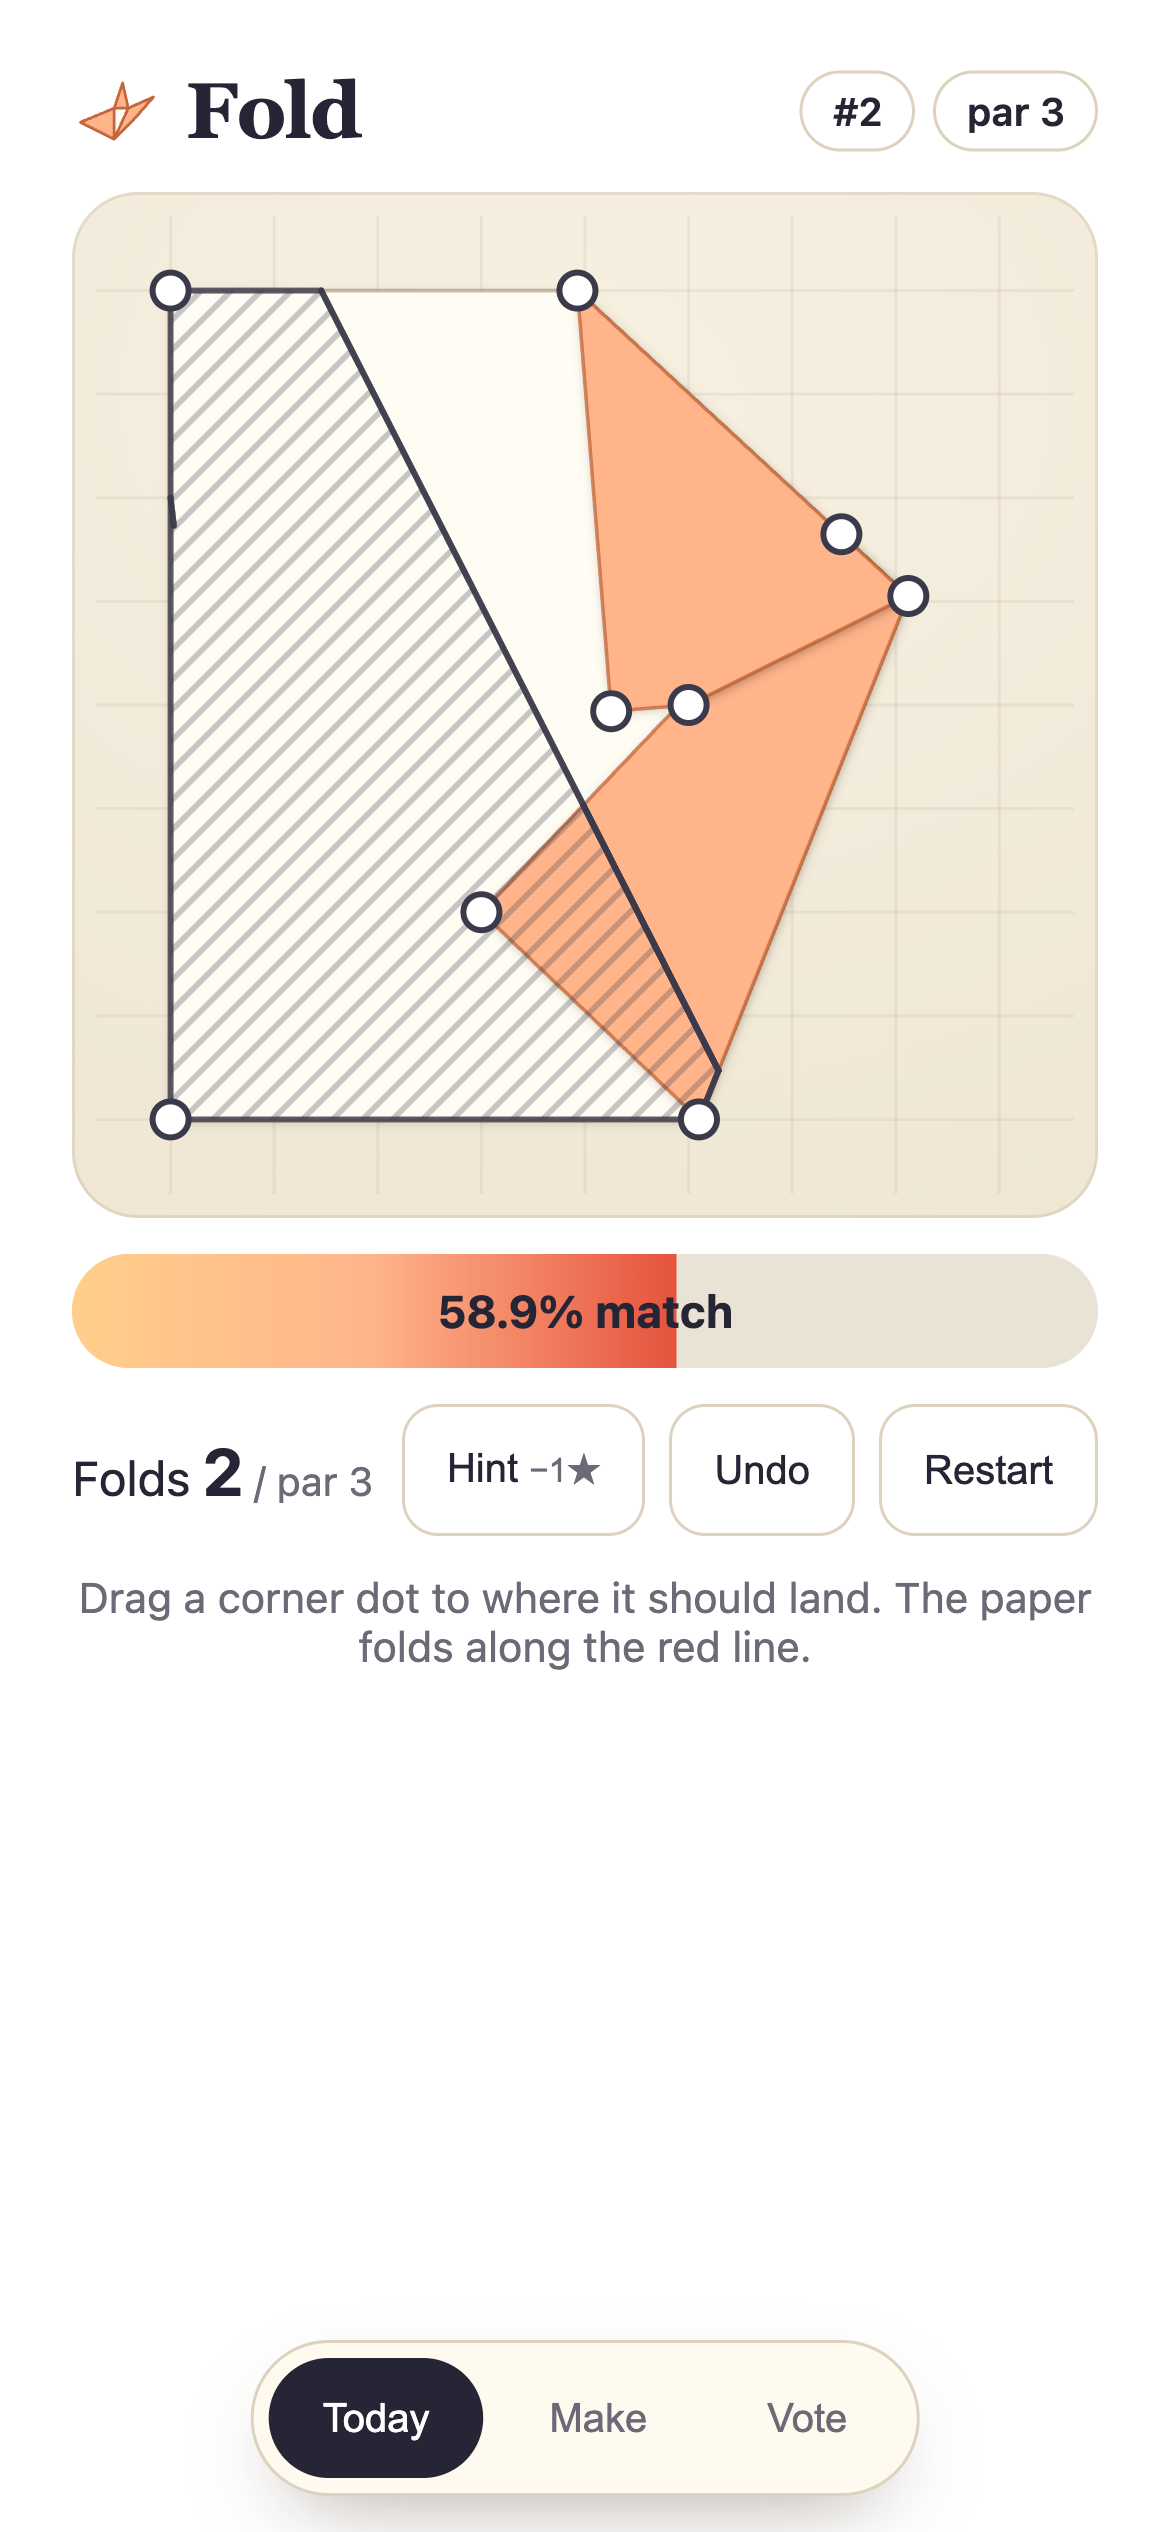 Fold
#2
par 3
58.9% match
Folds 2 / par 3
Hint −1★
Undo
Restart
Drag a corner dot to where it should land. The paper
folds along the red line.
Today
Make
Vote